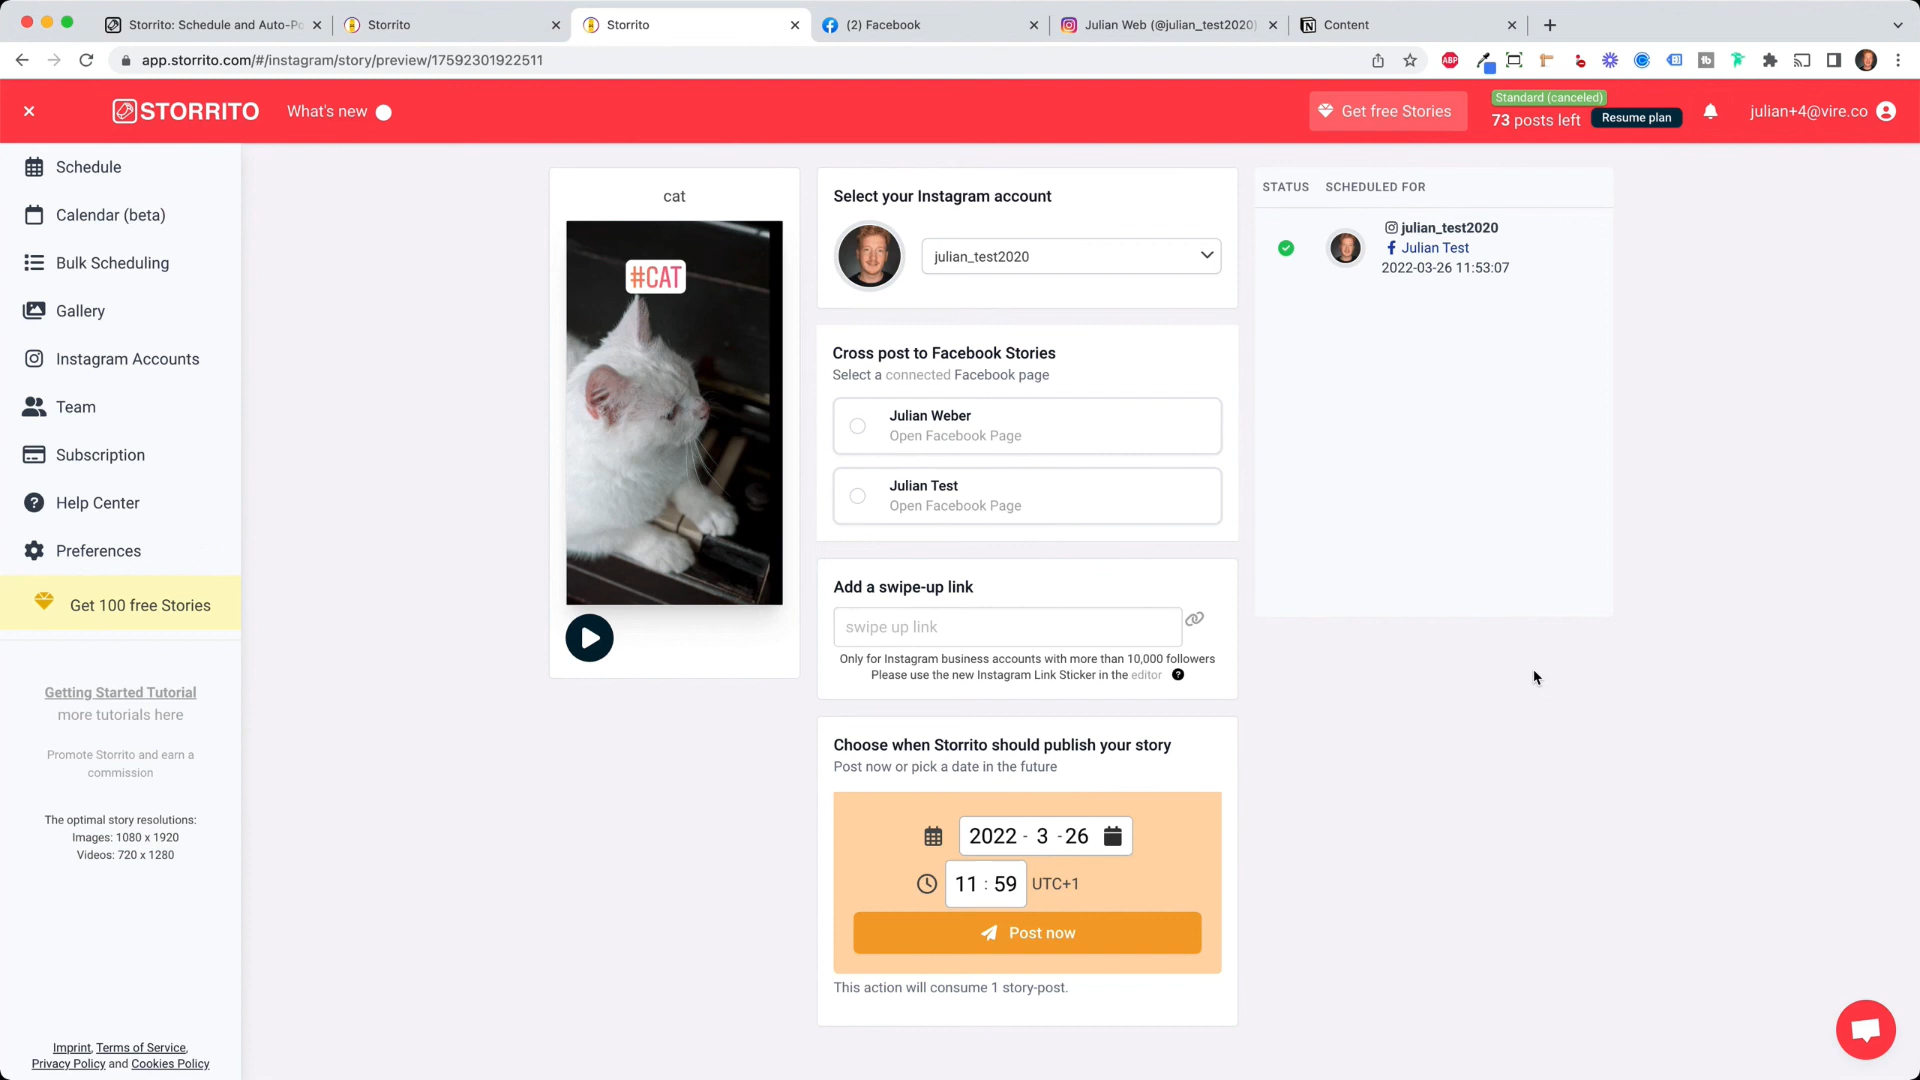 Storrito: Schedule and Auto-Po
Storrito
Storrito
(2) Facebook
Julian Web (@julian_test2020)
Content
app.storrito.com/#/instagram/story/preview/17592301922511
ABP
STORRITO
What's new
Get free Stories
Standard (canceled)
73 posts left
Resume plan
julian+4@vire.co
Schedule
Calendar (beta)
Bulk Scheduling
Gallery
Instagram Accounts
Team
Subscription
Help Center
Preferences
Get 100 free Stories
Getting Started Tutorial
more tutorials here
Promote Storrito and earn a
commission
The optimal story resolutions:
Images: 1080 x 1920
Videos: 720 x 1280
Imprint, Terms of Service,
Privacy Policy and Cookies Policy
cat
#CAT
Select your Instagram account
julian_test2020
Cross post to Facebook Stories
Select a connected Facebook page
Julian Weber
Open Facebook Page
Julian Test
Open Facebook Page
Add a swipe-up link
swipe up link
Only for Instagram business accounts with more than 10,000 followers
Please use the new Instagram Link Sticker in the editor
Choose when Storrito should publish your story
Post now or pick a date in the future
2022 - 3 - 26
11 : 59 UTC+1
Post now
This action will consume 1 story-post.
STATUS SCHEDULED FOR
julian_test2020
Julian Test
2022-03-26 11:53:07